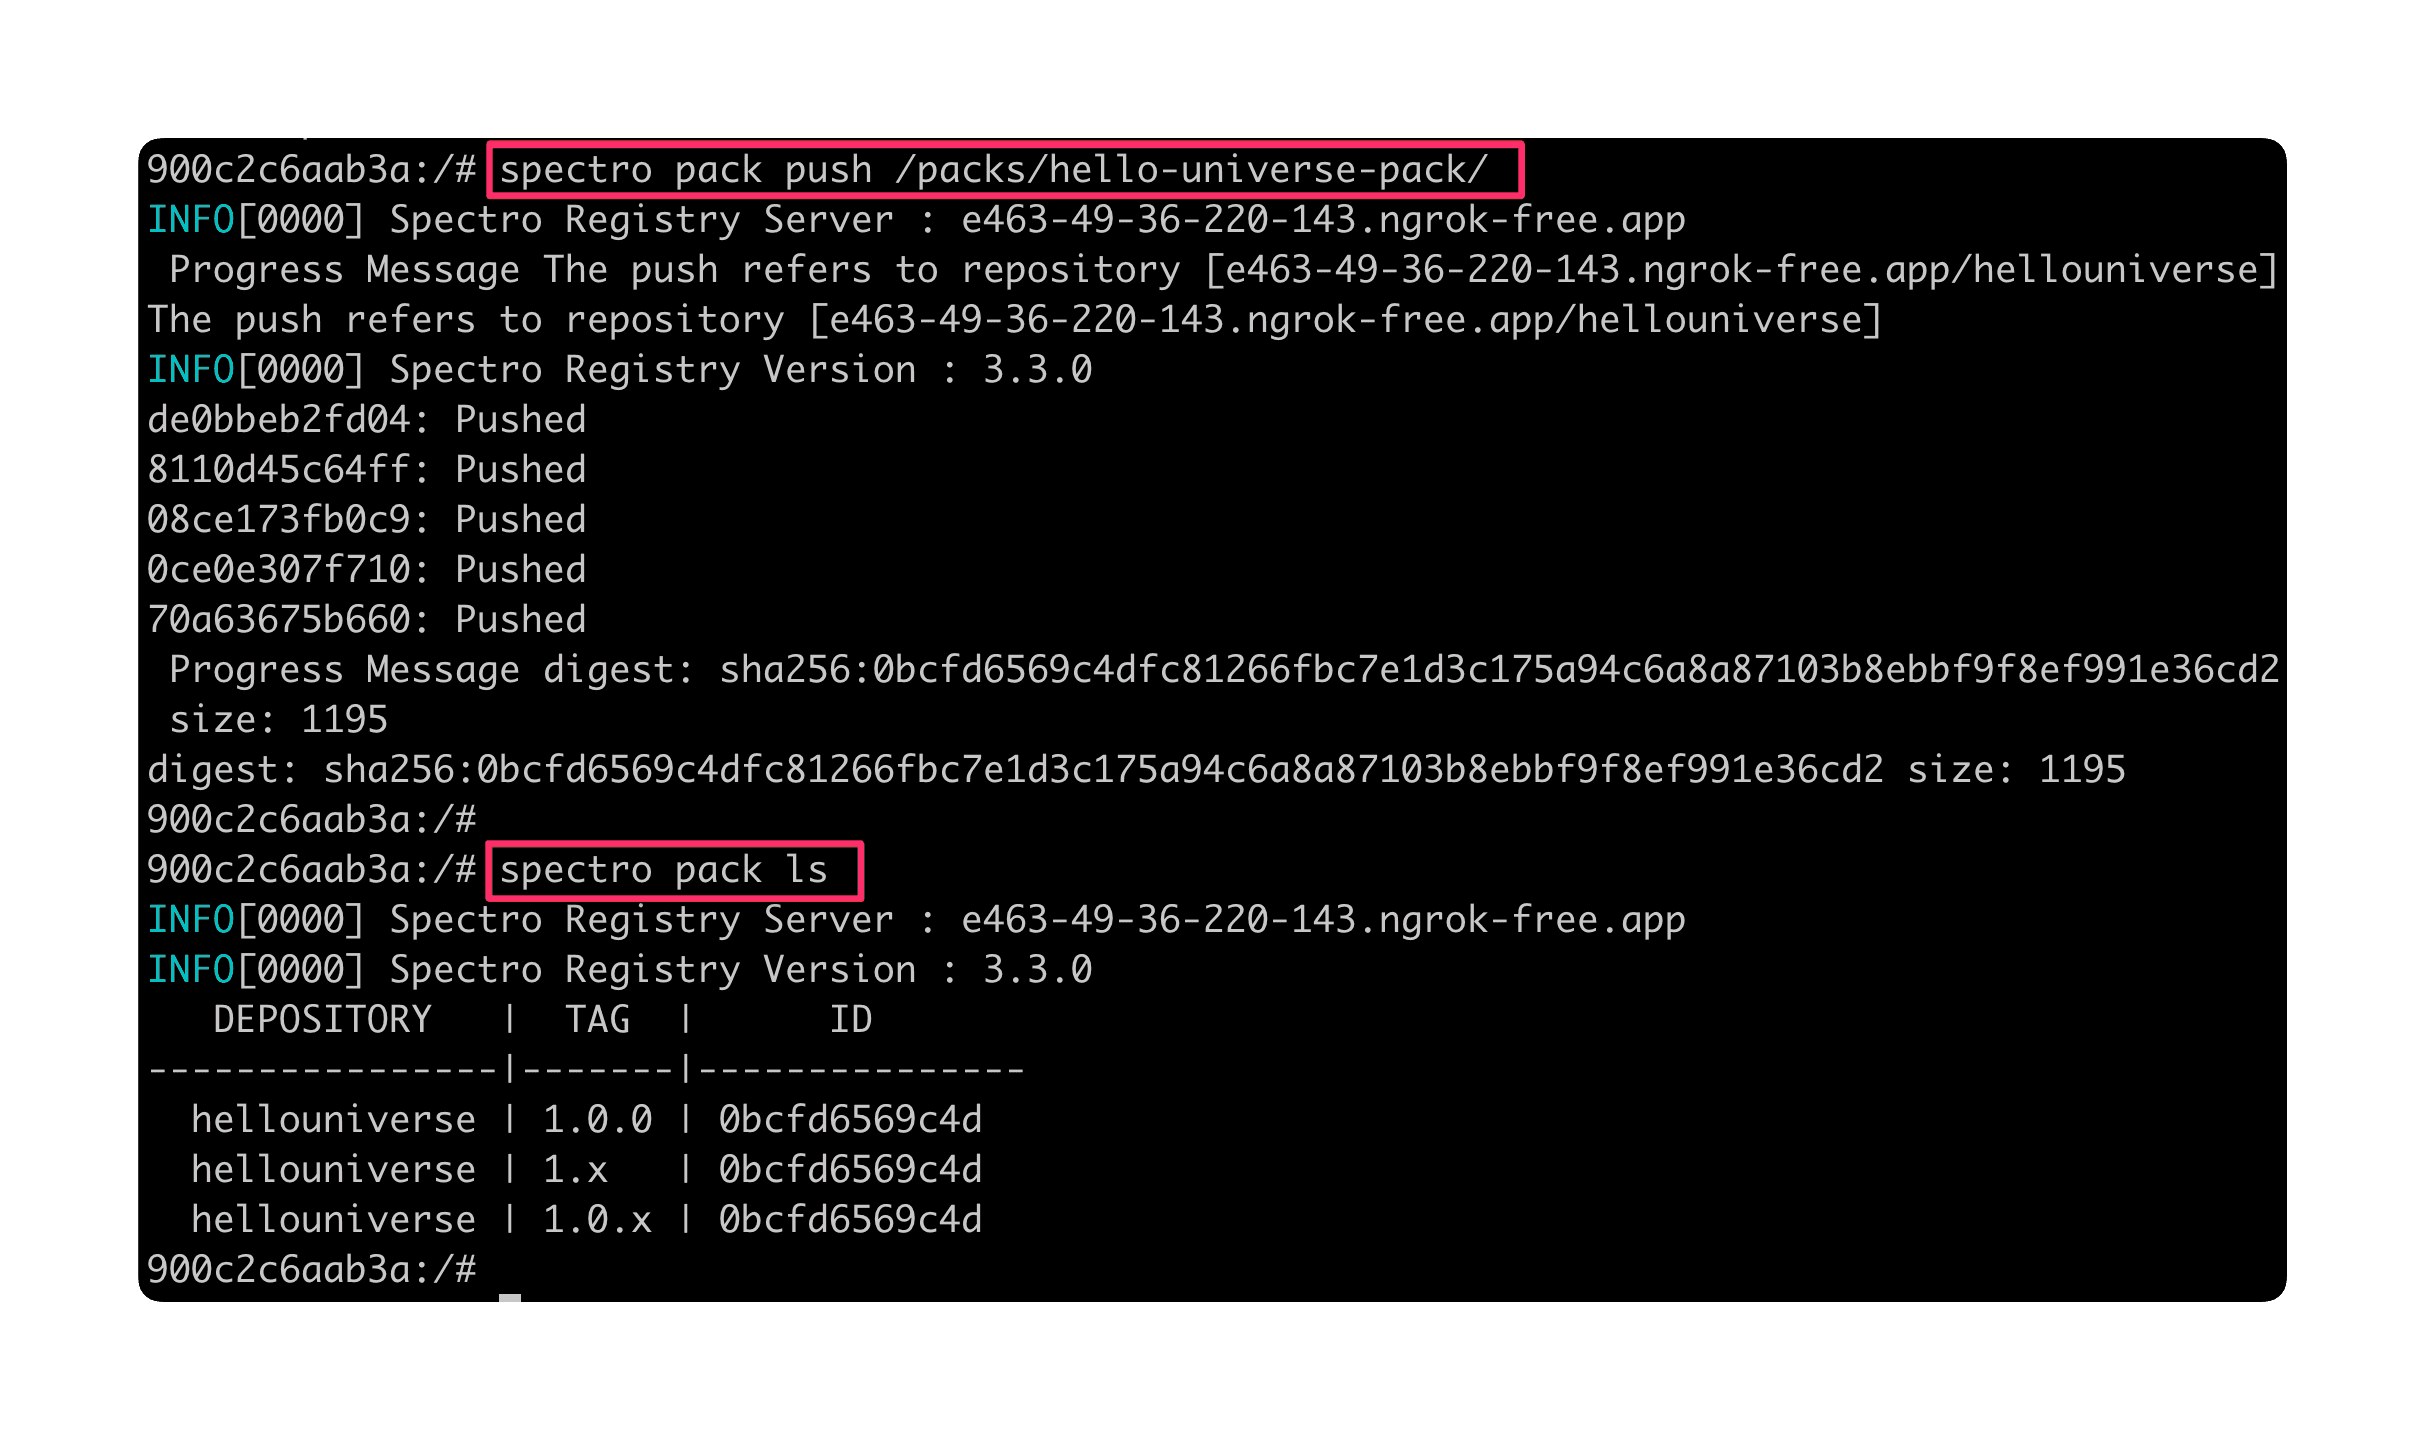 900c2c6aab3a:/# spectro pack push /packs/hello-universe-pack/
INFO[0000] Spectro Registry Server : e463-49-36-220-143.ngrok-free.app
 Progress Message The push refers to repository [e463-49-36-220-143.ngrok-free.app/hellouniverse]
The push refers to repository [e463-49-36-220-143.ngrok-free.app/hellouniverse]
INFO[0000] Spectro Registry Version : 3.3.0
de0bbeb2fd04: Pushed
8110d45c64ff: Pushed
08ce173fb0c9: Pushed
0ce0e307f710: Pushed
70a63675b660: Pushed
 Progress Message digest: sha256:0bcfd6569c4dfc81266fbc7e1d3c175a94c6a8a87103b8ebbf9f8ef991e36cd2
 size: 1195
digest: sha256:0bcfd6569c4dfc81266fbc7e1d3c175a94c6a8a87103b8ebbf9f8ef991e36cd2 size: 1195
900c2c6aab3a:/#
900c2c6aab3a:/# spectro pack ls
INFO[0000] Spectro Registry Server : e463-49-36-220-143.ngrok-free.app
INFO[0000] Spectro Registry Version : 3.3.0
   DEPOSITORY   |  TAG  |      ID
----------------|-------|---------------
  hellouniverse | 1.0.0 | 0bcfd6569c4d
  hellouniverse | 1.x   | 0bcfd6569c4d
  hellouniverse | 1.0.x | 0bcfd6569c4d
900c2c6aab3a:/#